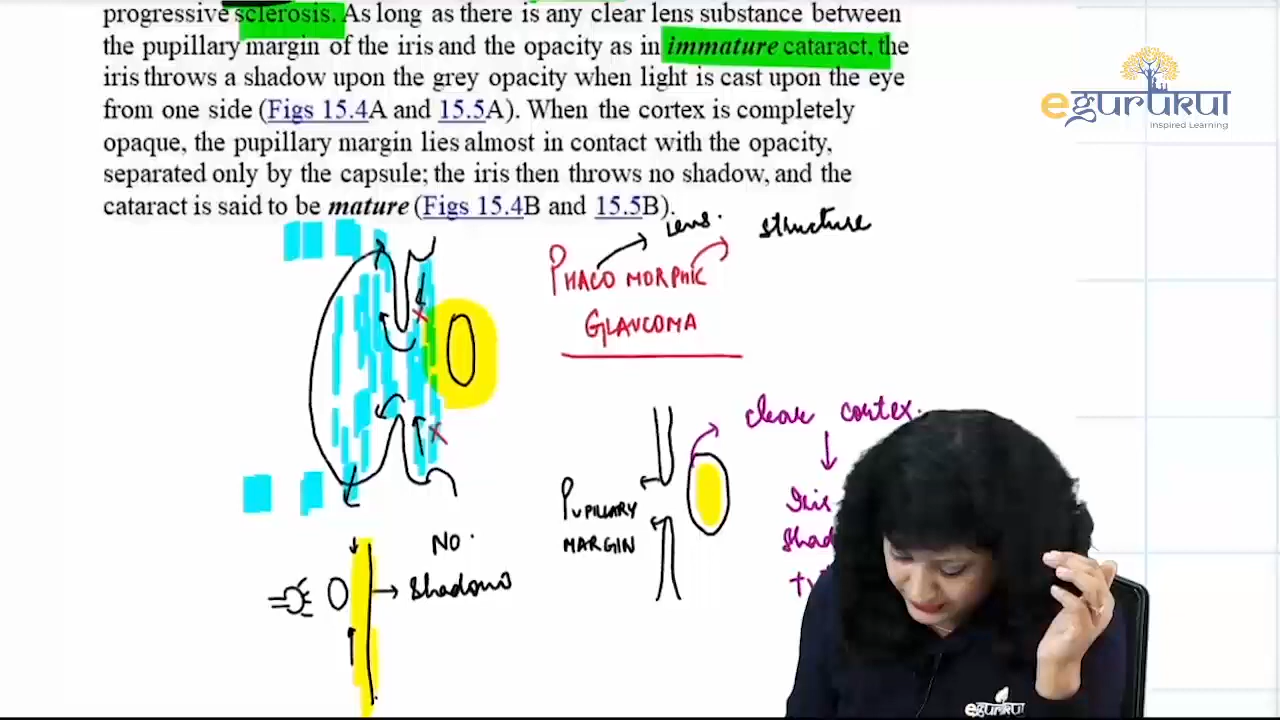 progressive sclerosis. As long as there is any clear lens substance between
the pupillary margin of the iris and the opacity as in immature cataract, the
iris throws a shadow upon the grey opacity when light is cast upon the eye
from one side (Figs 15.4A and 15.5A). When the cortex is completely
opaque, the pupillary margin lies almost in contact with the opacity,
separated only by the capsule; the iris then throws no shadow, and the
cataract is said to be mature (Figs 15.4B and 15.5B).
egurukul
Inspired Learning
Lens.
structure
PHACOMORPHIC
GLAUCOMA
clear cortex.
Iris
PUPILLARY
MARGIN
NO.
Shadows
egurukul